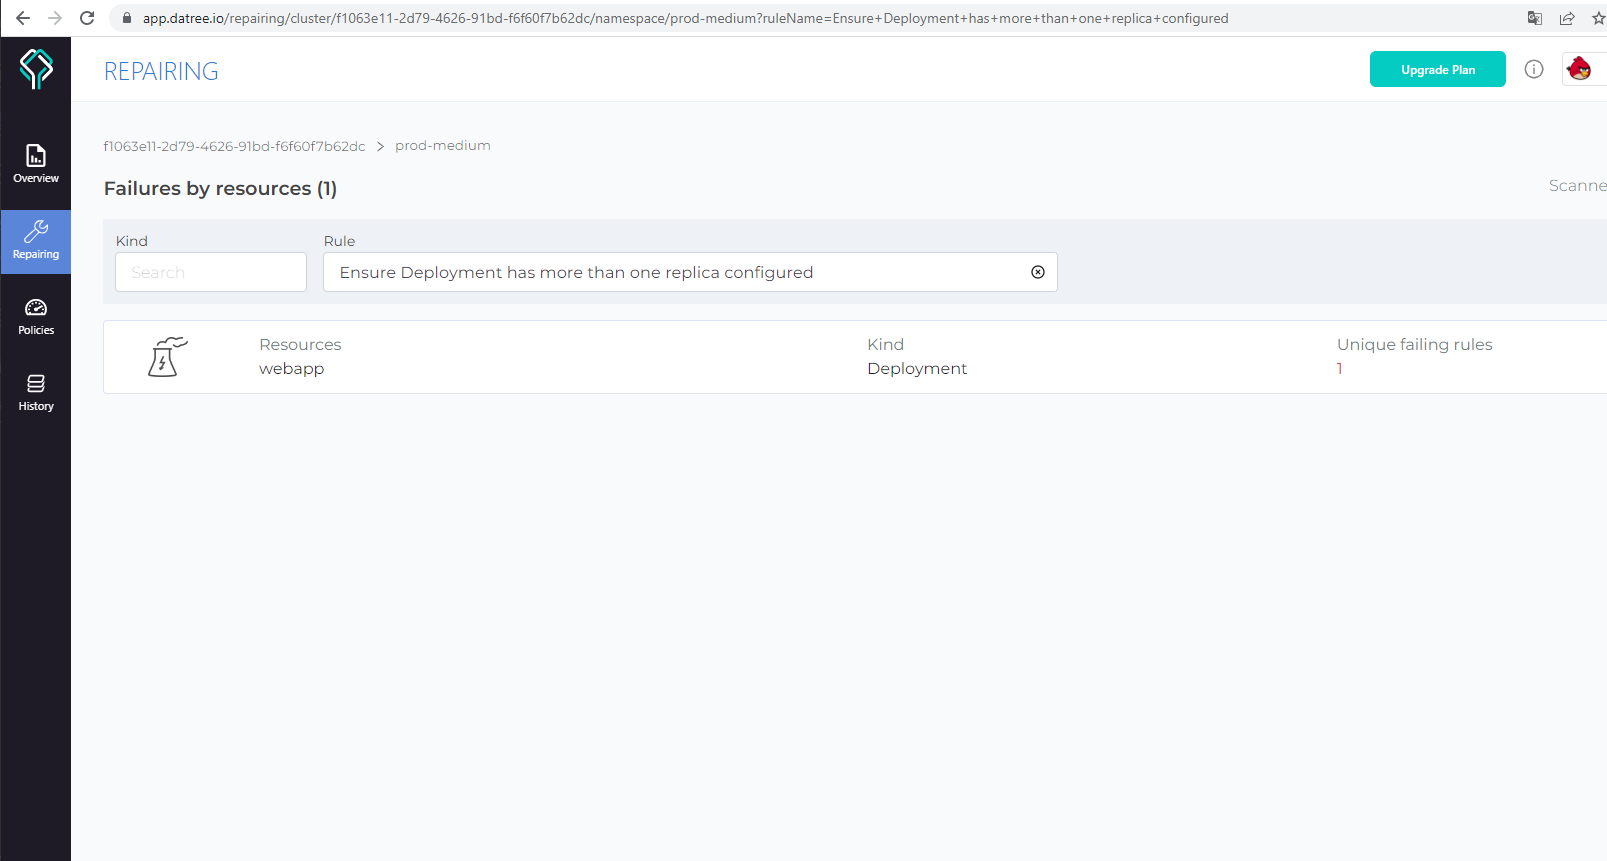 app.datree.io/repairing/cluster/f1063e11-2d79-4626-91bd-f6f60f7b62dc/namespace/prod-medium?ruleName=Ensure+Deployment+has+more+than+one+replica+configured
REPAIRING
Upgrade Plan
f1063e11-2d79-4626-91bd-f6f60f7b62dc > prod-medium
Overview
Failures by resources (1)
Scanne
Repairing
Kind
Rule
Search
Ensure Deployment has more than one replica configured
Policies
Resources
Kind
Unique failing rules
webapp
Deployment
1
History